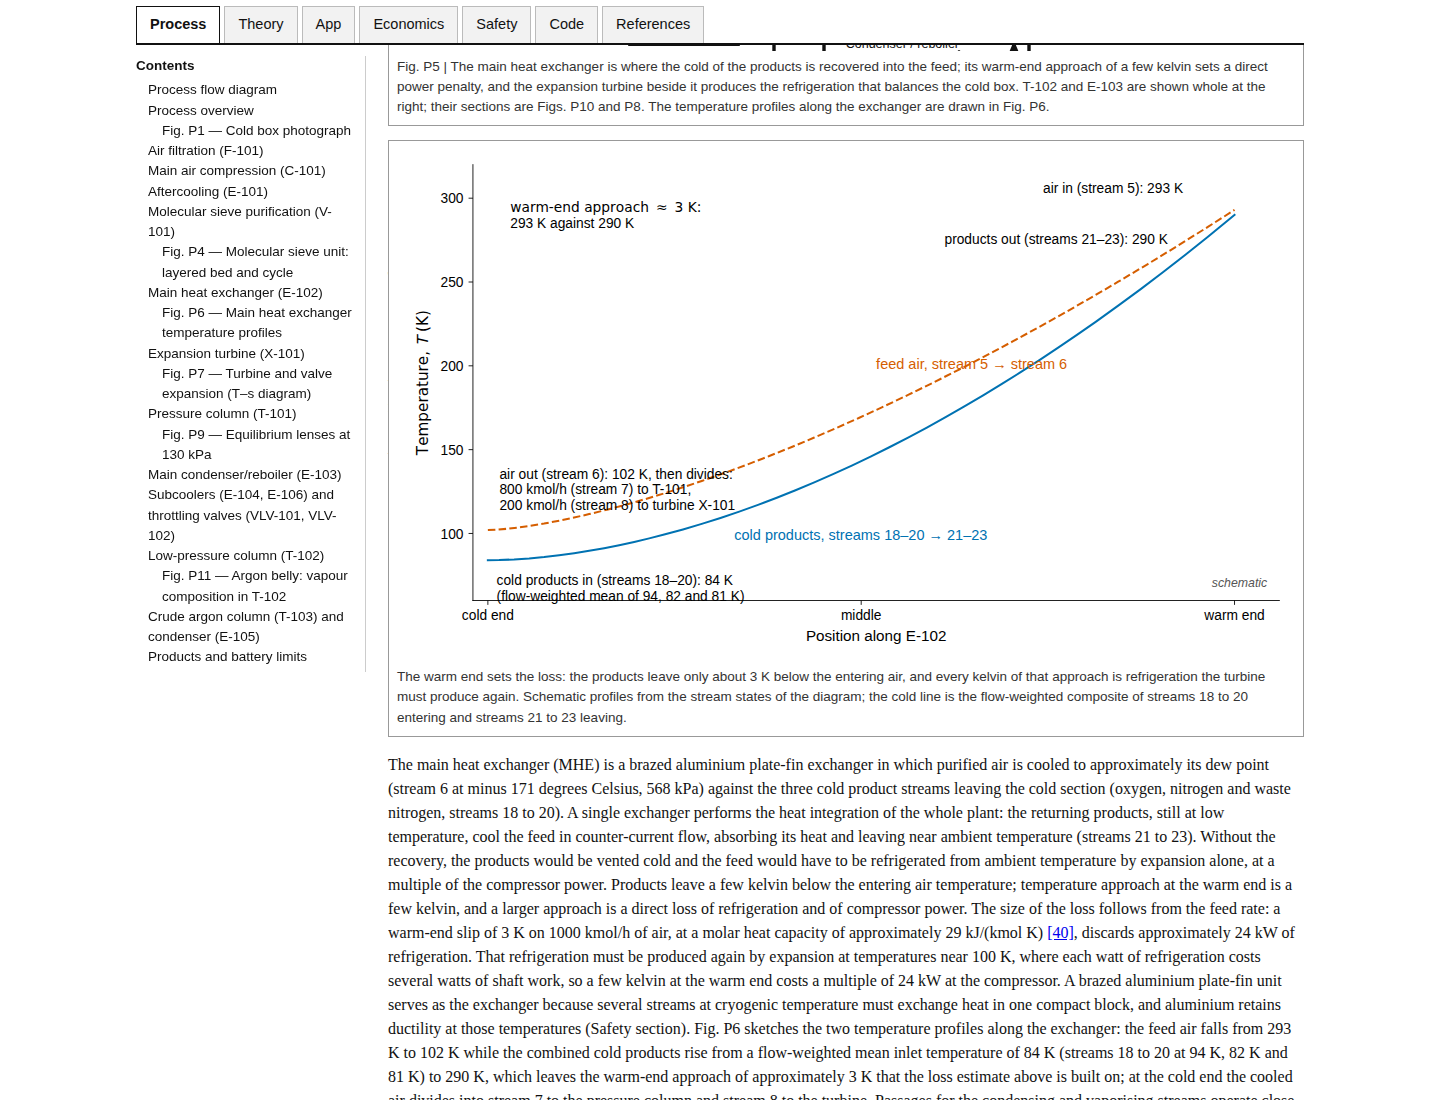 Process Theory App Economics Safety Code References
Contents
Process flow diagram
Process overview
Fig. P1 — Cold box photograph
Air filtration (F-101)
Main air compression (C-101)
Aftercooling (E-101)
Molecular sieve purification (V-
101)
Fig. P4 — Molecular sieve unit:
layered bed and cycle
Main heat exchanger (E-102)
Fig. P6 — Main heat exchanger
temperature profiles
Expansion turbine (X-101)
Fig. P7 — Turbine and valve
expansion (T–s diagram)
Pressure column (T-101)
Fig. P9 — Equilibrium lenses at
130 kPa
Main condenser/reboiler (E-103)
Subcoolers (E-104, E-106) and
throttling valves (VLV-101, VLV-
102)
Low-pressure column (T-102)
Fig. P11 — Argon belly: vapour
composition in T-102
Crude argon column (T-103) and
condenser (E-105)
Products and battery limits
Fig. P5 | The main heat exchanger is where the cold of the products is recovered into the feed; its warm-end approach of a few kelvin sets a direct
power penalty, and the expansion turbine beside it produces the refrigeration that balances the cold box. T-102 and E-103 are shown whole at the
right; their sections are Figs. P10 and P8. The temperature profiles along the exchanger are drawn in Fig. P6.
air in (stream 5): 293 K
300
warm-end approach ≈ 3 K:
293 K against 290 K
products out (streams 21–23): 290 K
250
Temperature, T (K)
200
feed air, stream 5 → stream 6
150
air out (stream 6): 102 K, then divides:
800 kmol/h (stream 7) to T-101,
200 kmol/h (stream 8) to turbine X-101
100
cold products, streams 18–20 → 21–23
cold products in (streams 18–20): 84 K
(flow-weighted mean of 94, 82 and 81 K)
schematic
cold end middle warm end
Position along E-102
The warm end sets the loss: the products leave only about 3 K below the entering air, and every kelvin of that approach is refrigeration the turbine
must produce again. Schematic profiles from the stream states of the diagram; the cold line is the flow-weighted composite of streams 18 to 20
entering and streams 21 to 23 leaving.
The main heat exchanger (MHE) is a brazed aluminium plate-fin exchanger in which purified air is cooled to approximately its dew point
(stream 6 at minus 171 degrees Celsius, 568 kPa) against the three cold product streams leaving the cold section (oxygen, nitrogen and waste
nitrogen, streams 18 to 20). A single exchanger performs the heat integration of the whole plant: the returning products, still at low
temperature, cool the feed in counter-current flow, absorbing its heat and leaving near ambient temperature (streams 21 to 23). Without the
recovery, the products would be vented cold and the feed would have to be refrigerated from ambient temperature by expansion alone, at a
multiple of the compressor power. Products leave a few kelvin below the entering air temperature; temperature approach at the warm end is a
few kelvin, and a larger approach is a direct loss of refrigeration and of compressor power. The size of the loss follows from the feed rate: a
warm-end slip of 3 K on 1000 kmol/h of air, at a molar heat capacity of approximately 29 kJ/(kmol K) [40], discards approximately 24 kW of
refrigeration. That refrigeration must be produced again by expansion at temperatures near 100 K, where each watt of refrigeration costs
several watts of shaft work, so a few kelvin at the warm end costs a multiple of 24 kW at the compressor. A brazed aluminium plate-fin unit
serves as the exchanger because several streams at cryogenic temperature must exchange heat in one compact block, and aluminium retains
ductility at those temperatures (Safety section). Fig. P6 sketches the two temperature profiles along the exchanger: the feed air falls from 293
K to 102 K while the combined cold products rise from a flow-weighted mean inlet temperature of 84 K (streams 18 to 20 at 94 K, 82 K and
81 K) to 290 K, which leaves the warm-end approach of approximately 3 K that the loss estimate above is built on; at the cold end the cooled